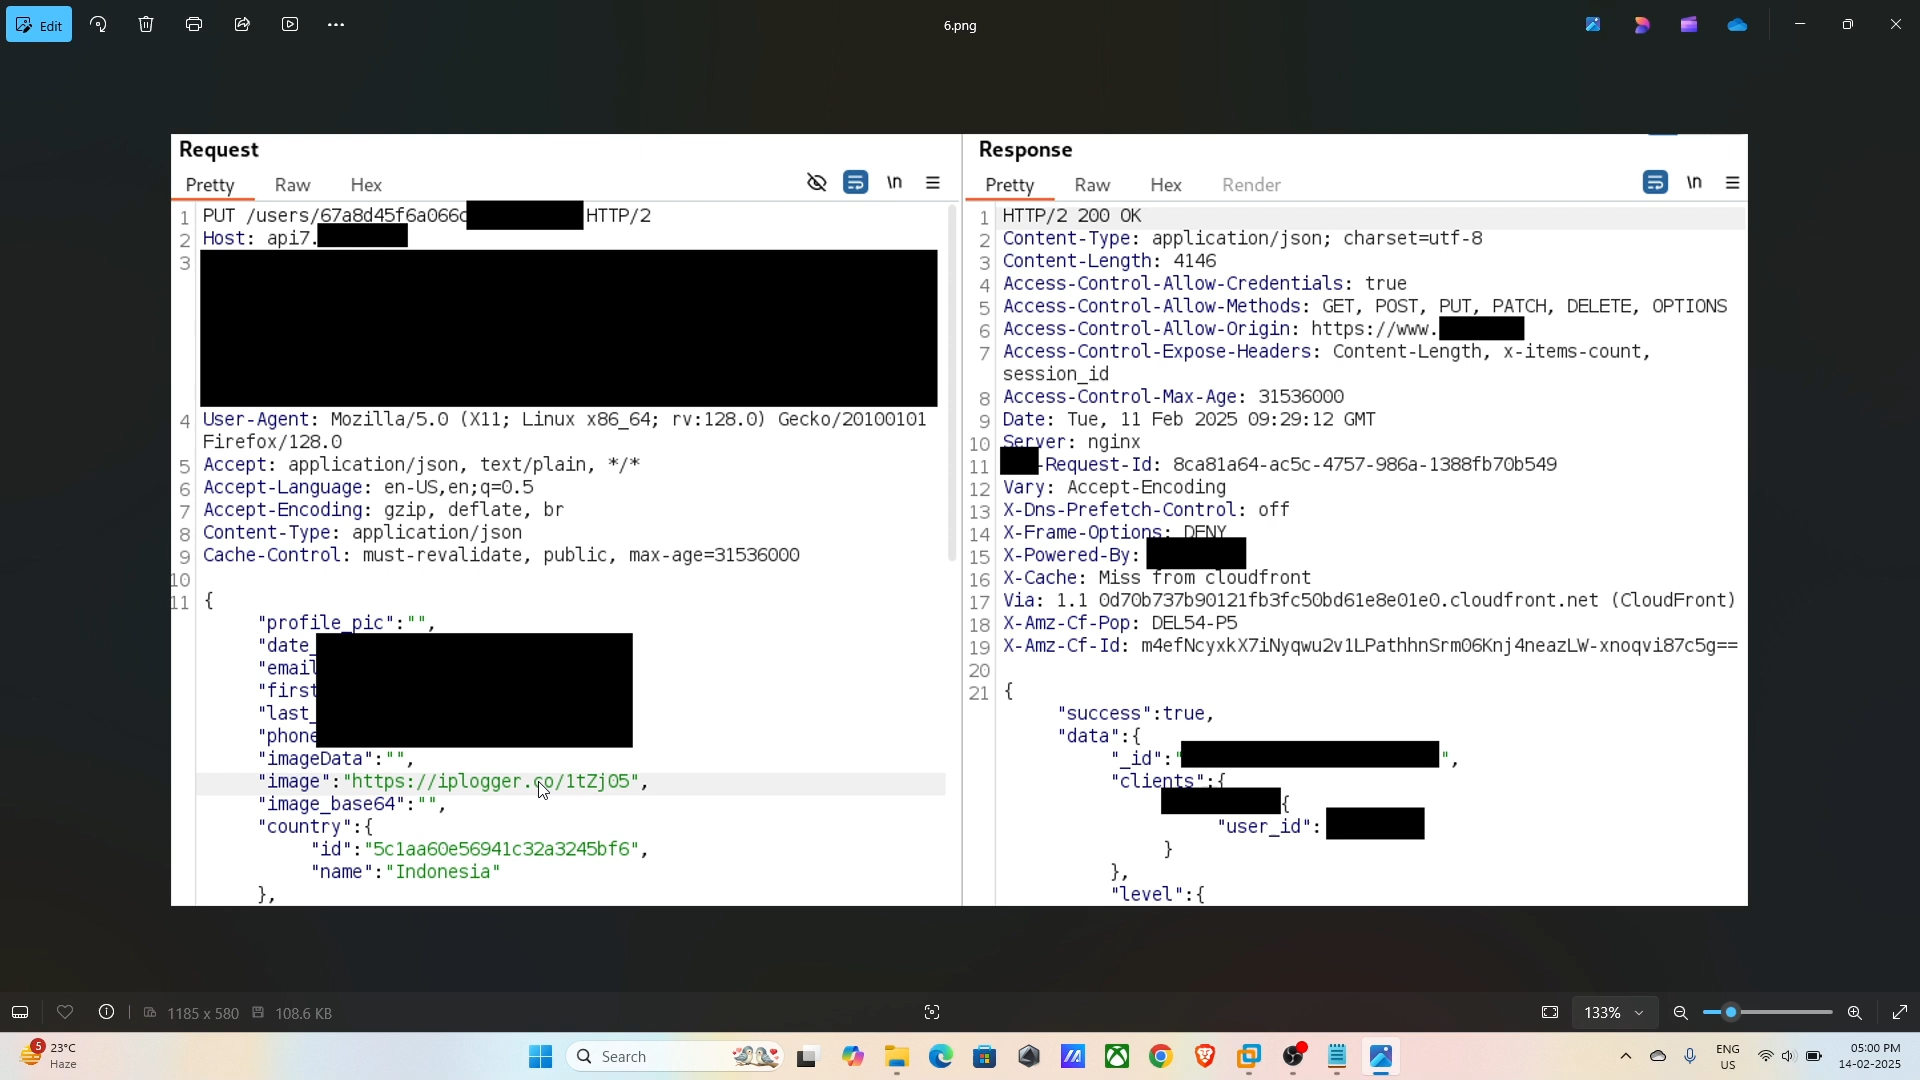 Edit
6.png
Request
Pretty Raw Hex
\n
1 PUT /users/67a8d45f6a066c HTTP/2
2 Host: api7.
3
4 User-Agent: Mozilla/5.0 (X11; Linux x86_64; rv:128.0) Gecko/20100101
Firefox/128.0
5 Accept: application/json, text/plain, */*
6 Accept-Language: en-US,en;q=0.5
7 Accept-Encoding: gzip, deflate, br
8 Content-Type: application/json
9 Cache-Control: must-revalidate, public, max-age=31536000
10
11 {
"profile_pic":"",
"date_
"email
"first
"last_
"phone
"imageData":"",
"image":"https://iplogger.co/1tZj05",
"image_base64":"",
"country":{
"id":"5c1aa60e56941c32a3245bf6",
"name":"Indonesia"
},
Response
Pretty Raw Hex Render
\n
1 HTTP/2 200 OK
2 Content-Type: application/json; charset=utf-8
3 Content-Length: 4146
4 Access-Control-Allow-Credentials: true
5 Access-Control-Allow-Methods: GET, POST, PUT, PATCH, DELETE, OPTIONS
6 Access-Control-Allow-Origin: https://www.
7 Access-Control-Expose-Headers: Content-Length, x-items-count,
session_id
8 Access-Control-Max-Age: 31536000
9 Date: Tue, 11 Feb 2025 09:29:12 GMT
10 Server: nginx
11 -Request-Id: 8ca81a64-ac5c-4757-986a-1388fb70b549
12 Vary: Accept-Encoding
13 X-Dns-Prefetch-Control: off
14 X-Frame-Options: DENY
15 X-Powered-By:
16 X-Cache: Miss from cloudfront
17 Via: 1.1 0d70b737b90121fb3fc50bd61e8e01e0.cloudfront.net (CloudFront)
18 X-Amz-Cf-Pop: DEL54-P5
19 X-Amz-Cf-Id: m4efNcyxkX7iNyqwu2v1LPathhnSrm06Knj4neazLW-xnoqvi87c5g==
20
21 {
"success":true,
"data":{
"_id":" ",
"clients":{
{
"user_id":
}
},
"level":{
1185 x 580 108.6 KB
133%
5
23°C
Haze
Search
ENG
US
05:00 PM
14-02-2025